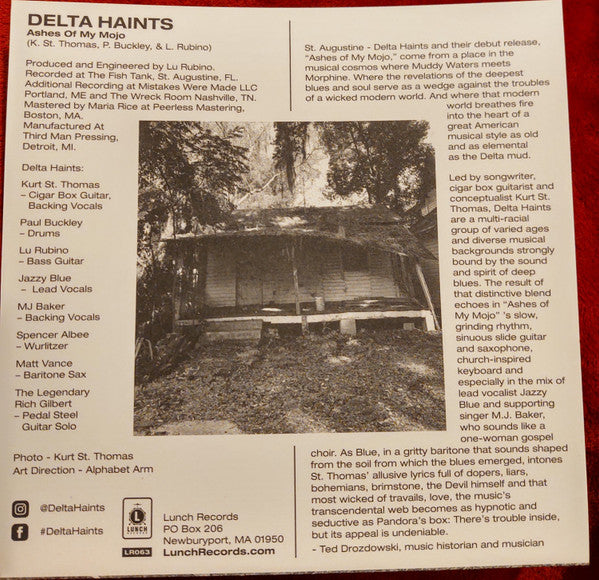 DELTA HAINTS
Ashes Of My Mojo
(K. St. Thomas, P. Buckley, & L. Rubino)
Produced and Engineered by Lu Rubino.
Recorded at The Fish Tank, St. Augustine, FL.
Additional Recording at Mistakes Were Made LLC
Portland, ME and The Wreck Room Nashville, TN.
Mastered by Maria Rice at Peerless Mastering,
Boston, MA.
Manufactured At
Third Man Pressing,
Detroit, MI.
Delta Haints:
Kurt St. Thomas
– Cigar Box Guitar,
Backing Vocals
Paul Buckley
– Drums
Lu Rubino
– Bass Guitar
Jazzy Blue
– Lead Vocals
MJ Baker
– Backing Vocals
Spencer Albee
– Wurlitzer
Matt Vance
– Baritone Sax
The Legendary
Rich Gilbert
– Pedal Steel
Guitar Solo
Photo - Kurt St. Thomas
Art Direction - Alphabet Arm
@DeltaHaints
#DeltaHaints
LUNCH
LR063
Lunch Records
PO Box 206
Newburyport, MA 01950
LunchRecords.com
St. Augustine - Delta Haints and their debut release,
"Ashes of My Mojo," come from a place in the
musical cosmos where Muddy Waters meets
Morphine. Where the revelations of the deepest
blues and soul serve as a wedge against the troubles
of a wicked modern world. And where that modern
world breathes fire
into the heart of a
great American
musical style as old
and as elemental
as the Delta mud.
Led by songwriter,
cigar box guitarist and
conceptualist Kurt St.
Thomas, Delta Haints
are a multi-racial
group of varied ages
and diverse musical
backgrounds strongly
bound by the sound
and spirit of deep
blues. The result of
that distinctive blend
echoes in "Ashes of
My Mojo" 's slow,
grinding rhythm,
sinuous slide guitar
and saxophone,
church-inspired
keyboard and
especially in the mix of
lead vocalist Jazzy
Blue and supporting
singer M.J. Baker,
who sounds like a
one-woman gospel
choir. As Blue, in a gritty baritone that sounds shaped
from the soil from which the blues emerged, intones
St. Thomas' allusive lyrics full of dopers, liars,
bohemians, brimstone, the Devil himself and that
most wicked of travails, love, the music's
transcendental web becomes as hypnotic and
seductive as Pandora's box: There's trouble inside,
but its appeal is undeniable.
- Ted Drozdowski, music historian and musician